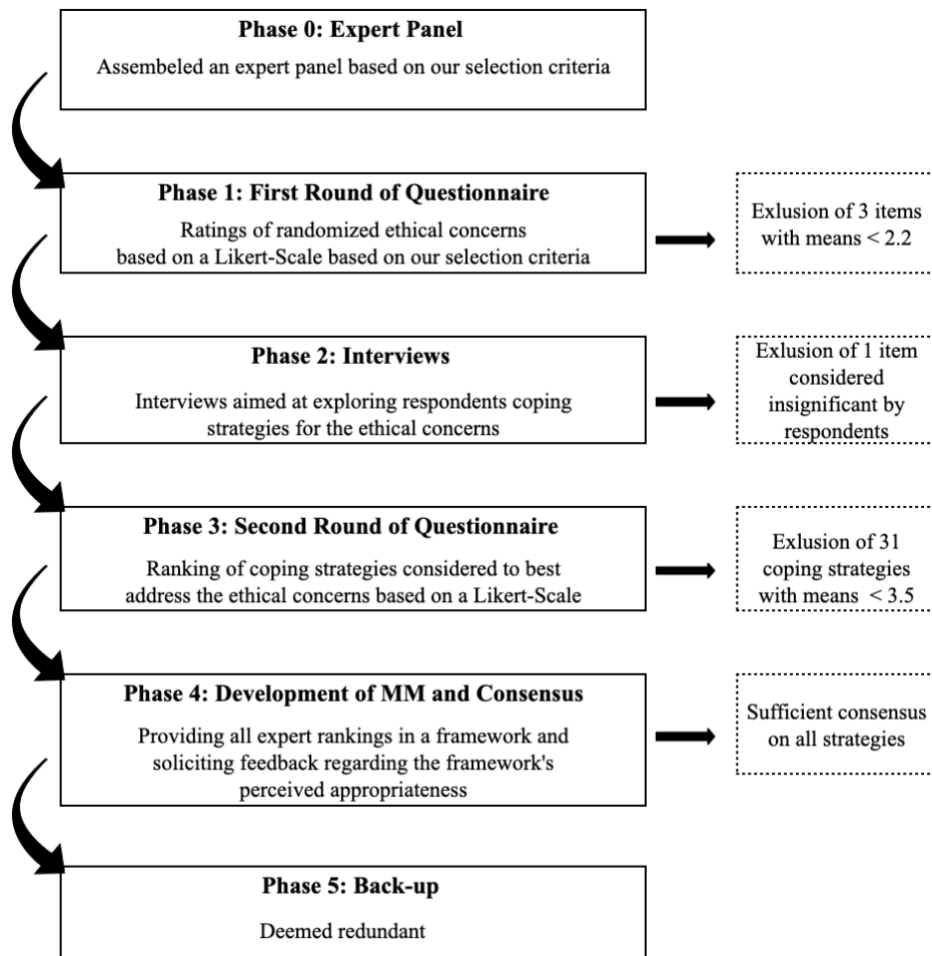 Phase 0: Expert Panel
Assembeled an expert panel based on our selection criteria
Phase 1: First Round of Questionnaire
Ratings of randomized ethical concerns
based on a Likert-Scale based on our selection criteria
Exlusion of 3 items
with means < 2.2
Phase 2: Interviews
Interviews aimed at exploring respondents coping
strategies for the ethical concerns
Exlusion of 1 item
considered
insignificant by
respondents
Phase 3: Second Round of Questionnaire
Ranking of coping strategies considered to best
address the ethical concerns based on a Likert-Scale
Exlusion of 31
coping strategies
with means < 3.5
Phase 4: Development of MM and Consensus
Providing all expert rankings in a framework and
soliciting feedback regarding the framework's
perceived appropriateness
Sufficient consensus
on all strategies
Phase 5: Back-up
Deemed redundant